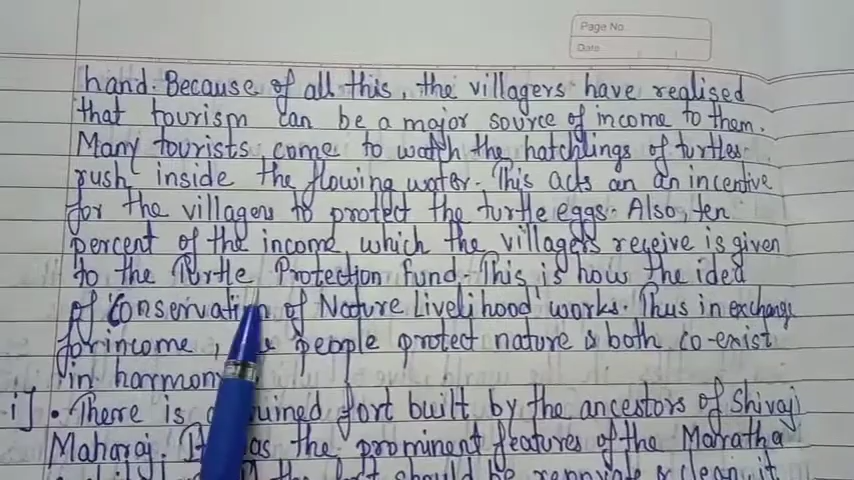 Page No
Date
hand. Because of all this, the villagers have realised
that tourism can be a major source of income to them.
Many tourists come to watch the hatchlings of turtles
rush inside the flowing water. This acts an an incentive
for the villagers to protect the turtle eggs. Also, ten
percent of the income which the villagers receive is given
to the Turtle Protection fund. This is how the idea
of 'Conservation of Nature Livelihood' works. Thus in exchange
for income, people protect nature & both co-exist
in harmony
i] • There is ruined fort built by the ancestors of Shivaji
Maharaj. It has the prominent features of the Maratha
the fort should be rennovate & clean, it